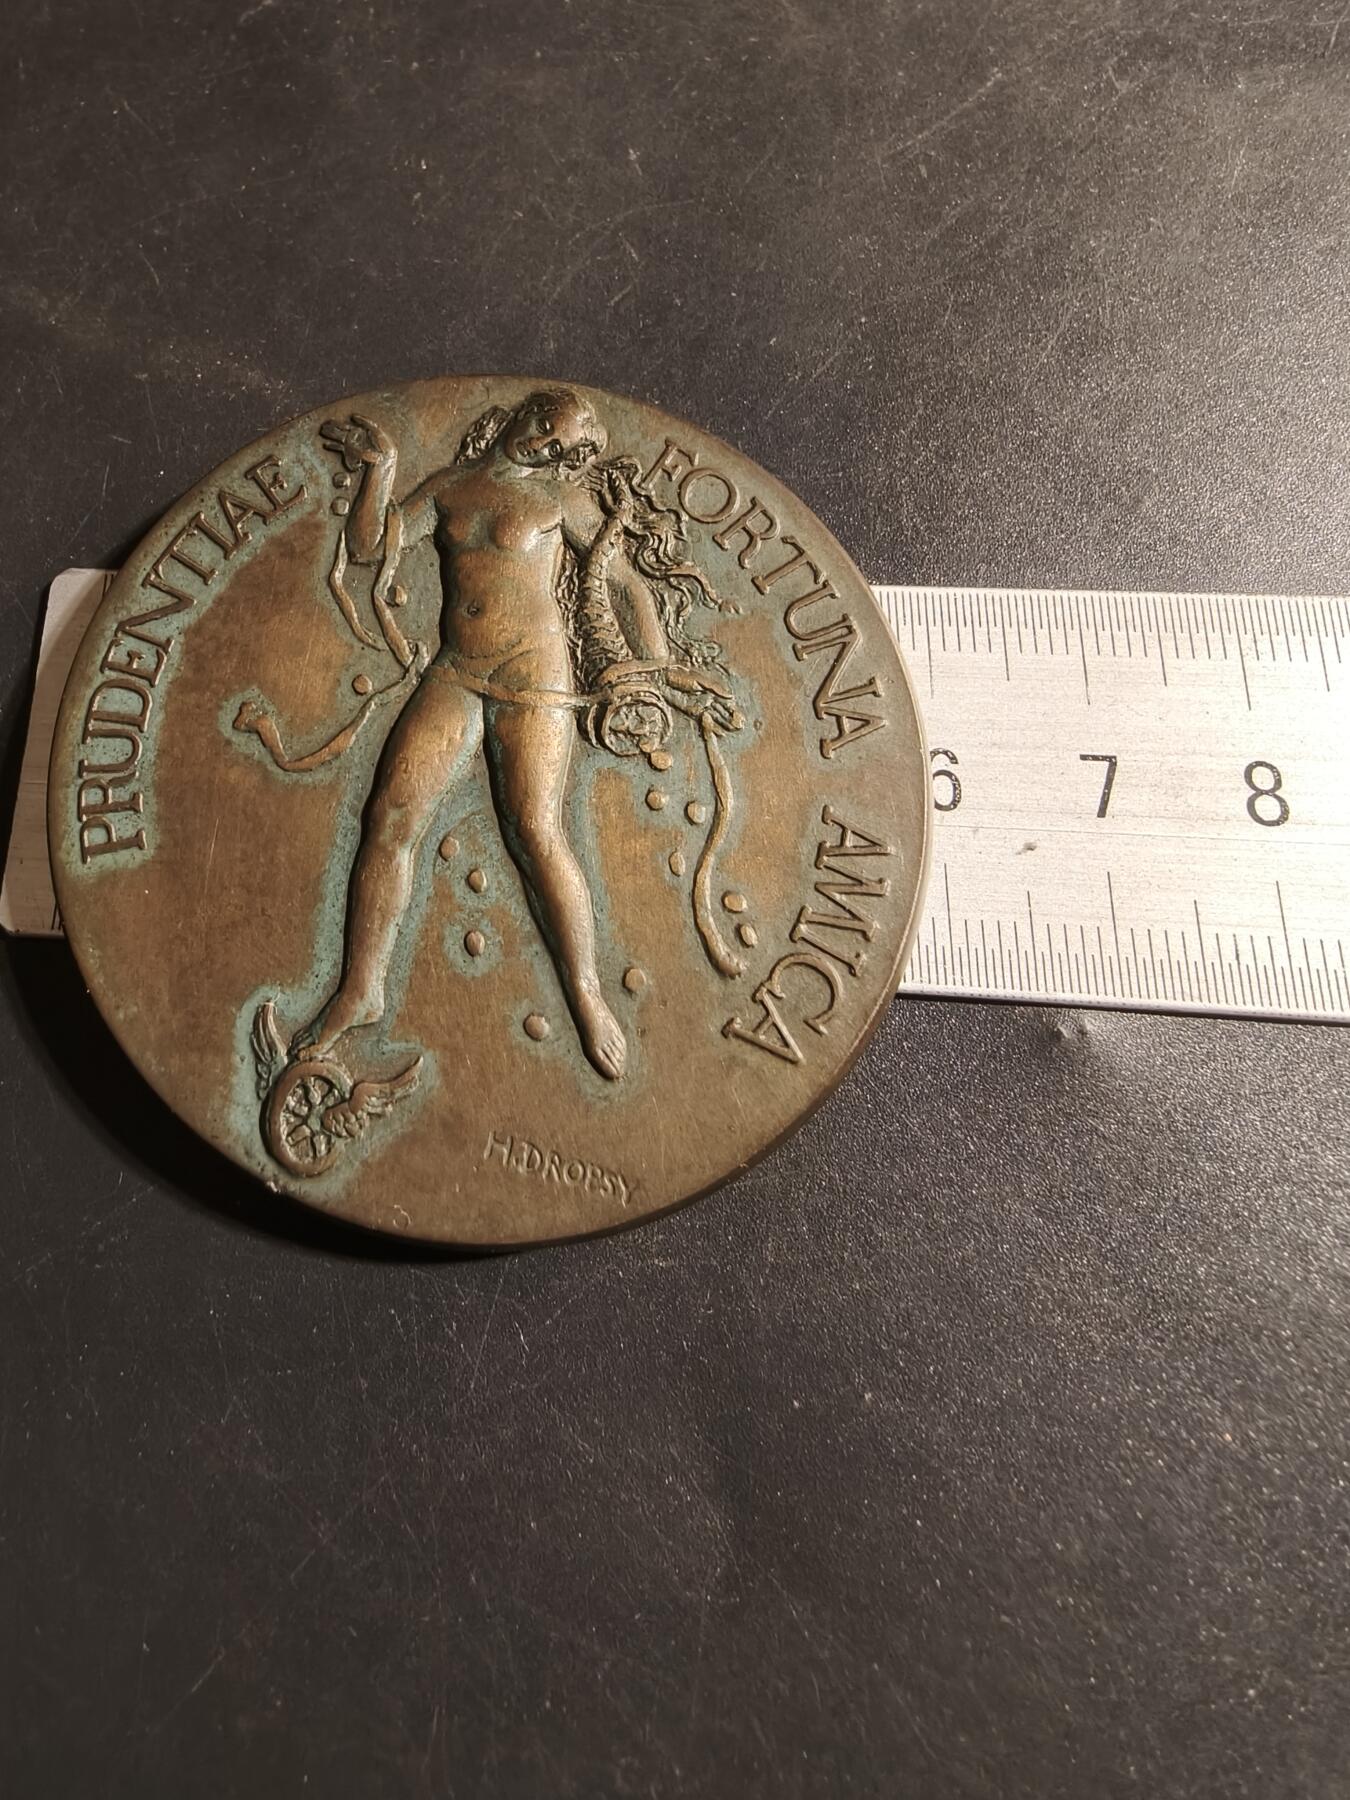 PRUDENTIAE FORTUNA AMICA
H.DROPSY
6 7 8